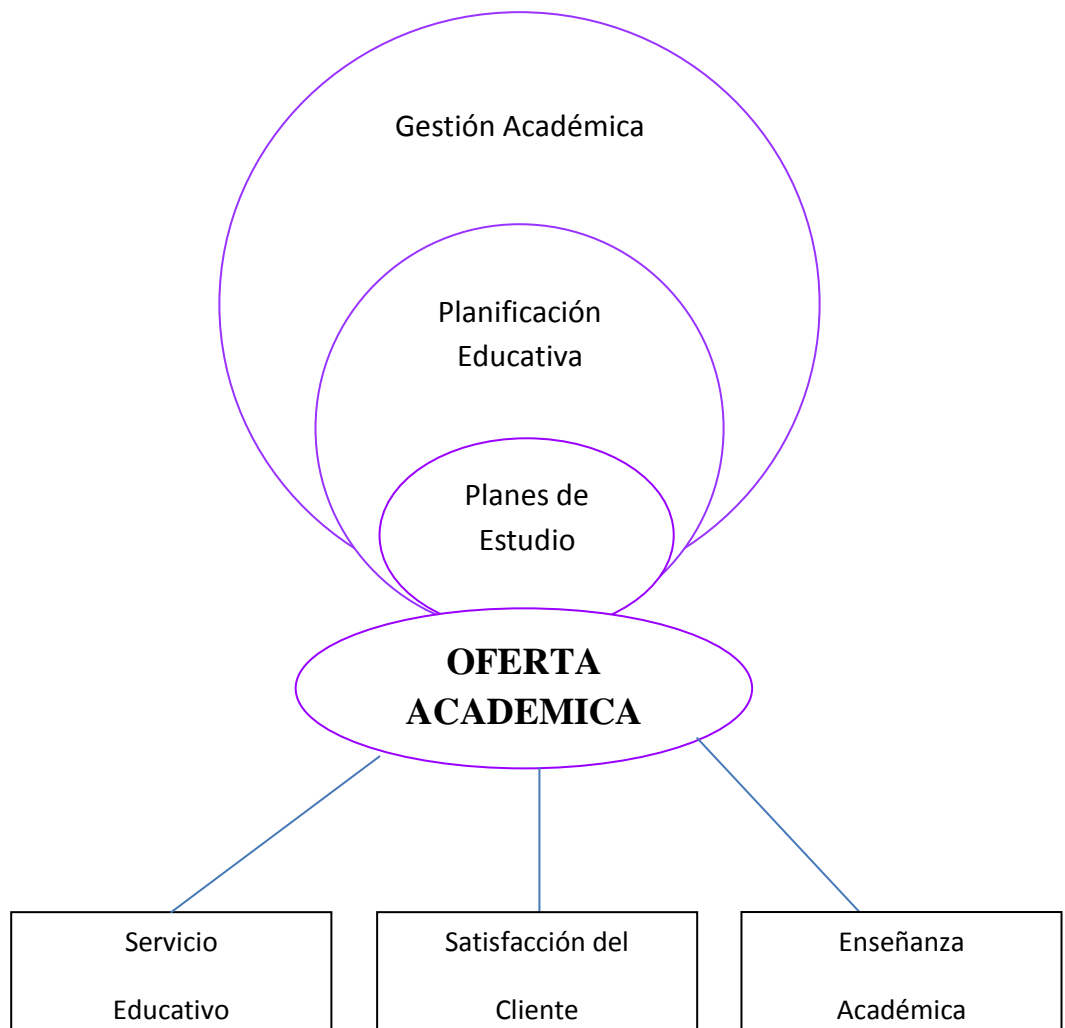 Gestión Académica
Planificación
Educativa
Planes de
Estudio
OFERTA
ACADEMICA
Servicio
Educativo
Satisfacción del
Cliente
Enseñanza
Académica